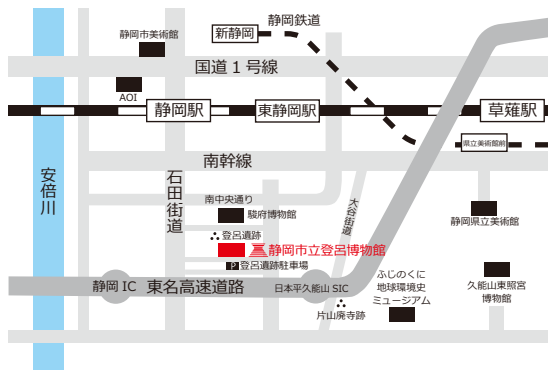 静岡鉄道
静岡市美術館
新静岡
国道1号線
AOI
静岡駅
東静岡駅
草薙駅
県立美術館前
南幹線
安倍川
石田街道
南中央通り
大谷街道
駿府博物館
静岡県立美術館
登呂遺跡
静岡市立登呂博物館
P 登呂遺跡駐車場
静岡IC
東名高速道路
日本平久能山SIC
ふじのくに
地球環境史
ミュージアム
久能山東照宮
博物館
片山廃寺跡